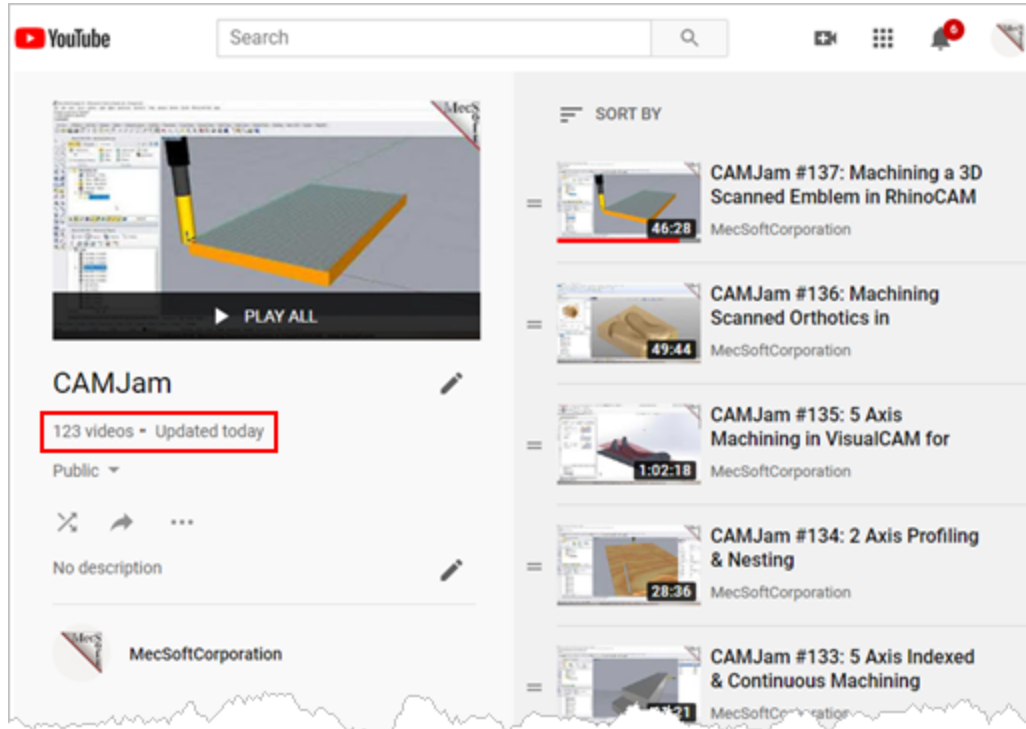 YouTube
Search
6
SORT BY
PLAY ALL
CAMJam
123 videos - Updated today
Public
No description
MecSoftCorporation
CAMJam #137: Machining a 3D
Scanned Emblem in RhinoCAM
46:28
MecSoftCorporation
CAMJam #136: Machining
Scanned Orthotics in
49:44
MecSoftCorporation
CAMJam #135: 5 Axis
Machining in VisualCAM for
1:02:18
MecSoftCorporation
CAMJam #134: 2 Axis Profiling
& Nesting
28:36
MecSoftCorporation
CAMJam #133: 5 Axis Indexed
& Continuous Machining